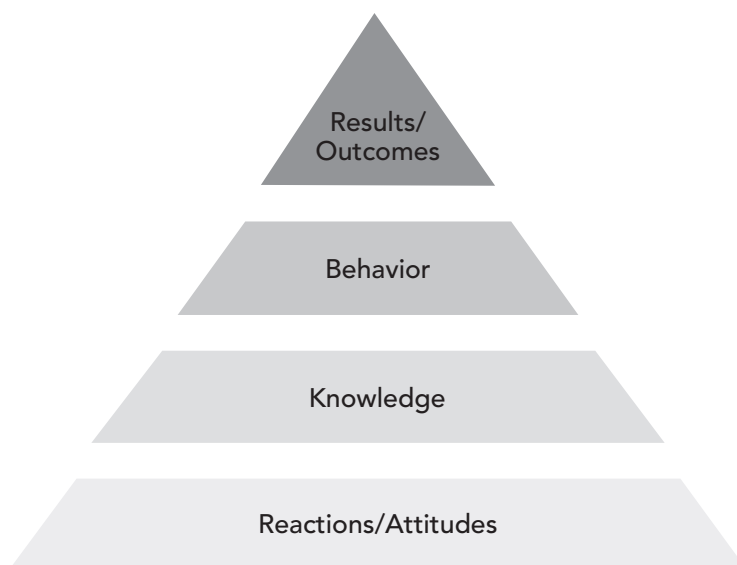 Results/
Outcomes
Behavior
Knowledge
Reactions/Attitudes